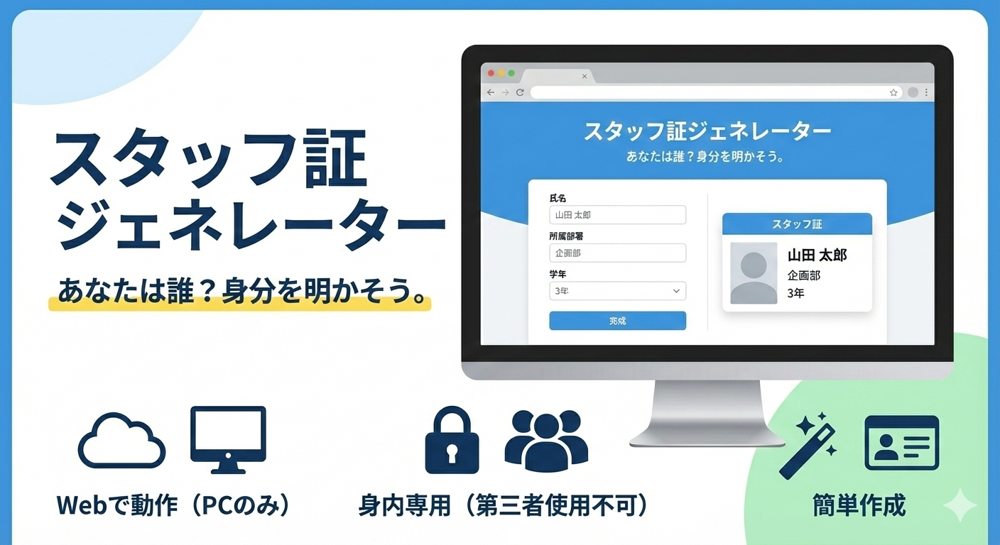 スタッフ証
ジェネレーター
あなたは誰？身分を明かそう。
スタッフ証ジェネレーター
あなたは誰？身分を明かそう。
氏名
山田 太郎
所属部署
企画部
学年
3年
完成
スタッフ証
山田 太郎
企画部
3年
Webで動作（PCのみ）
身内専用（第三者使用不可）
簡単作成